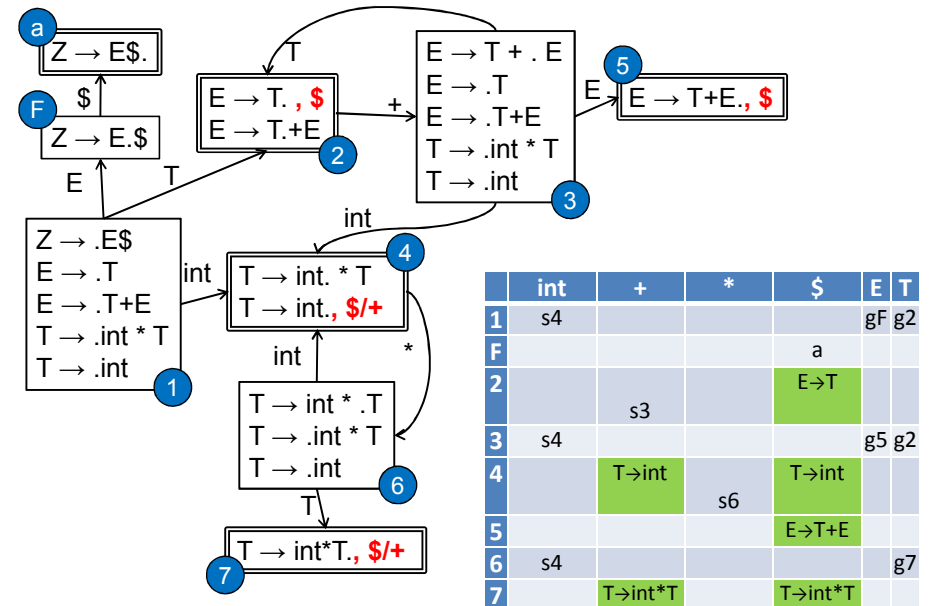 a
Z → E$.
$
F
Z → E.$
E
T
Z → .E$
E → .T
E → .T+E
T → .int * T
T → .int
1
T
E → T. , $
E → T.+E
2
+
E → T + . E
E → .T
E → .T+E
T → .int * T
T → .int
3
E
5
E → T+E., $
int
int
4
T → int. * T
T → int., $/+
int
*
T → int * .T
T → .int * T
T → .int
6
T
T → int*T., $/+
7
int + * $ E T
1 s4 gF g2
F a
2 s3 E→T
3 s4 g5 g2
4 T→int s6 T→int
5 E→T+E
6 s4 g7
7 T→int*T T→int*T